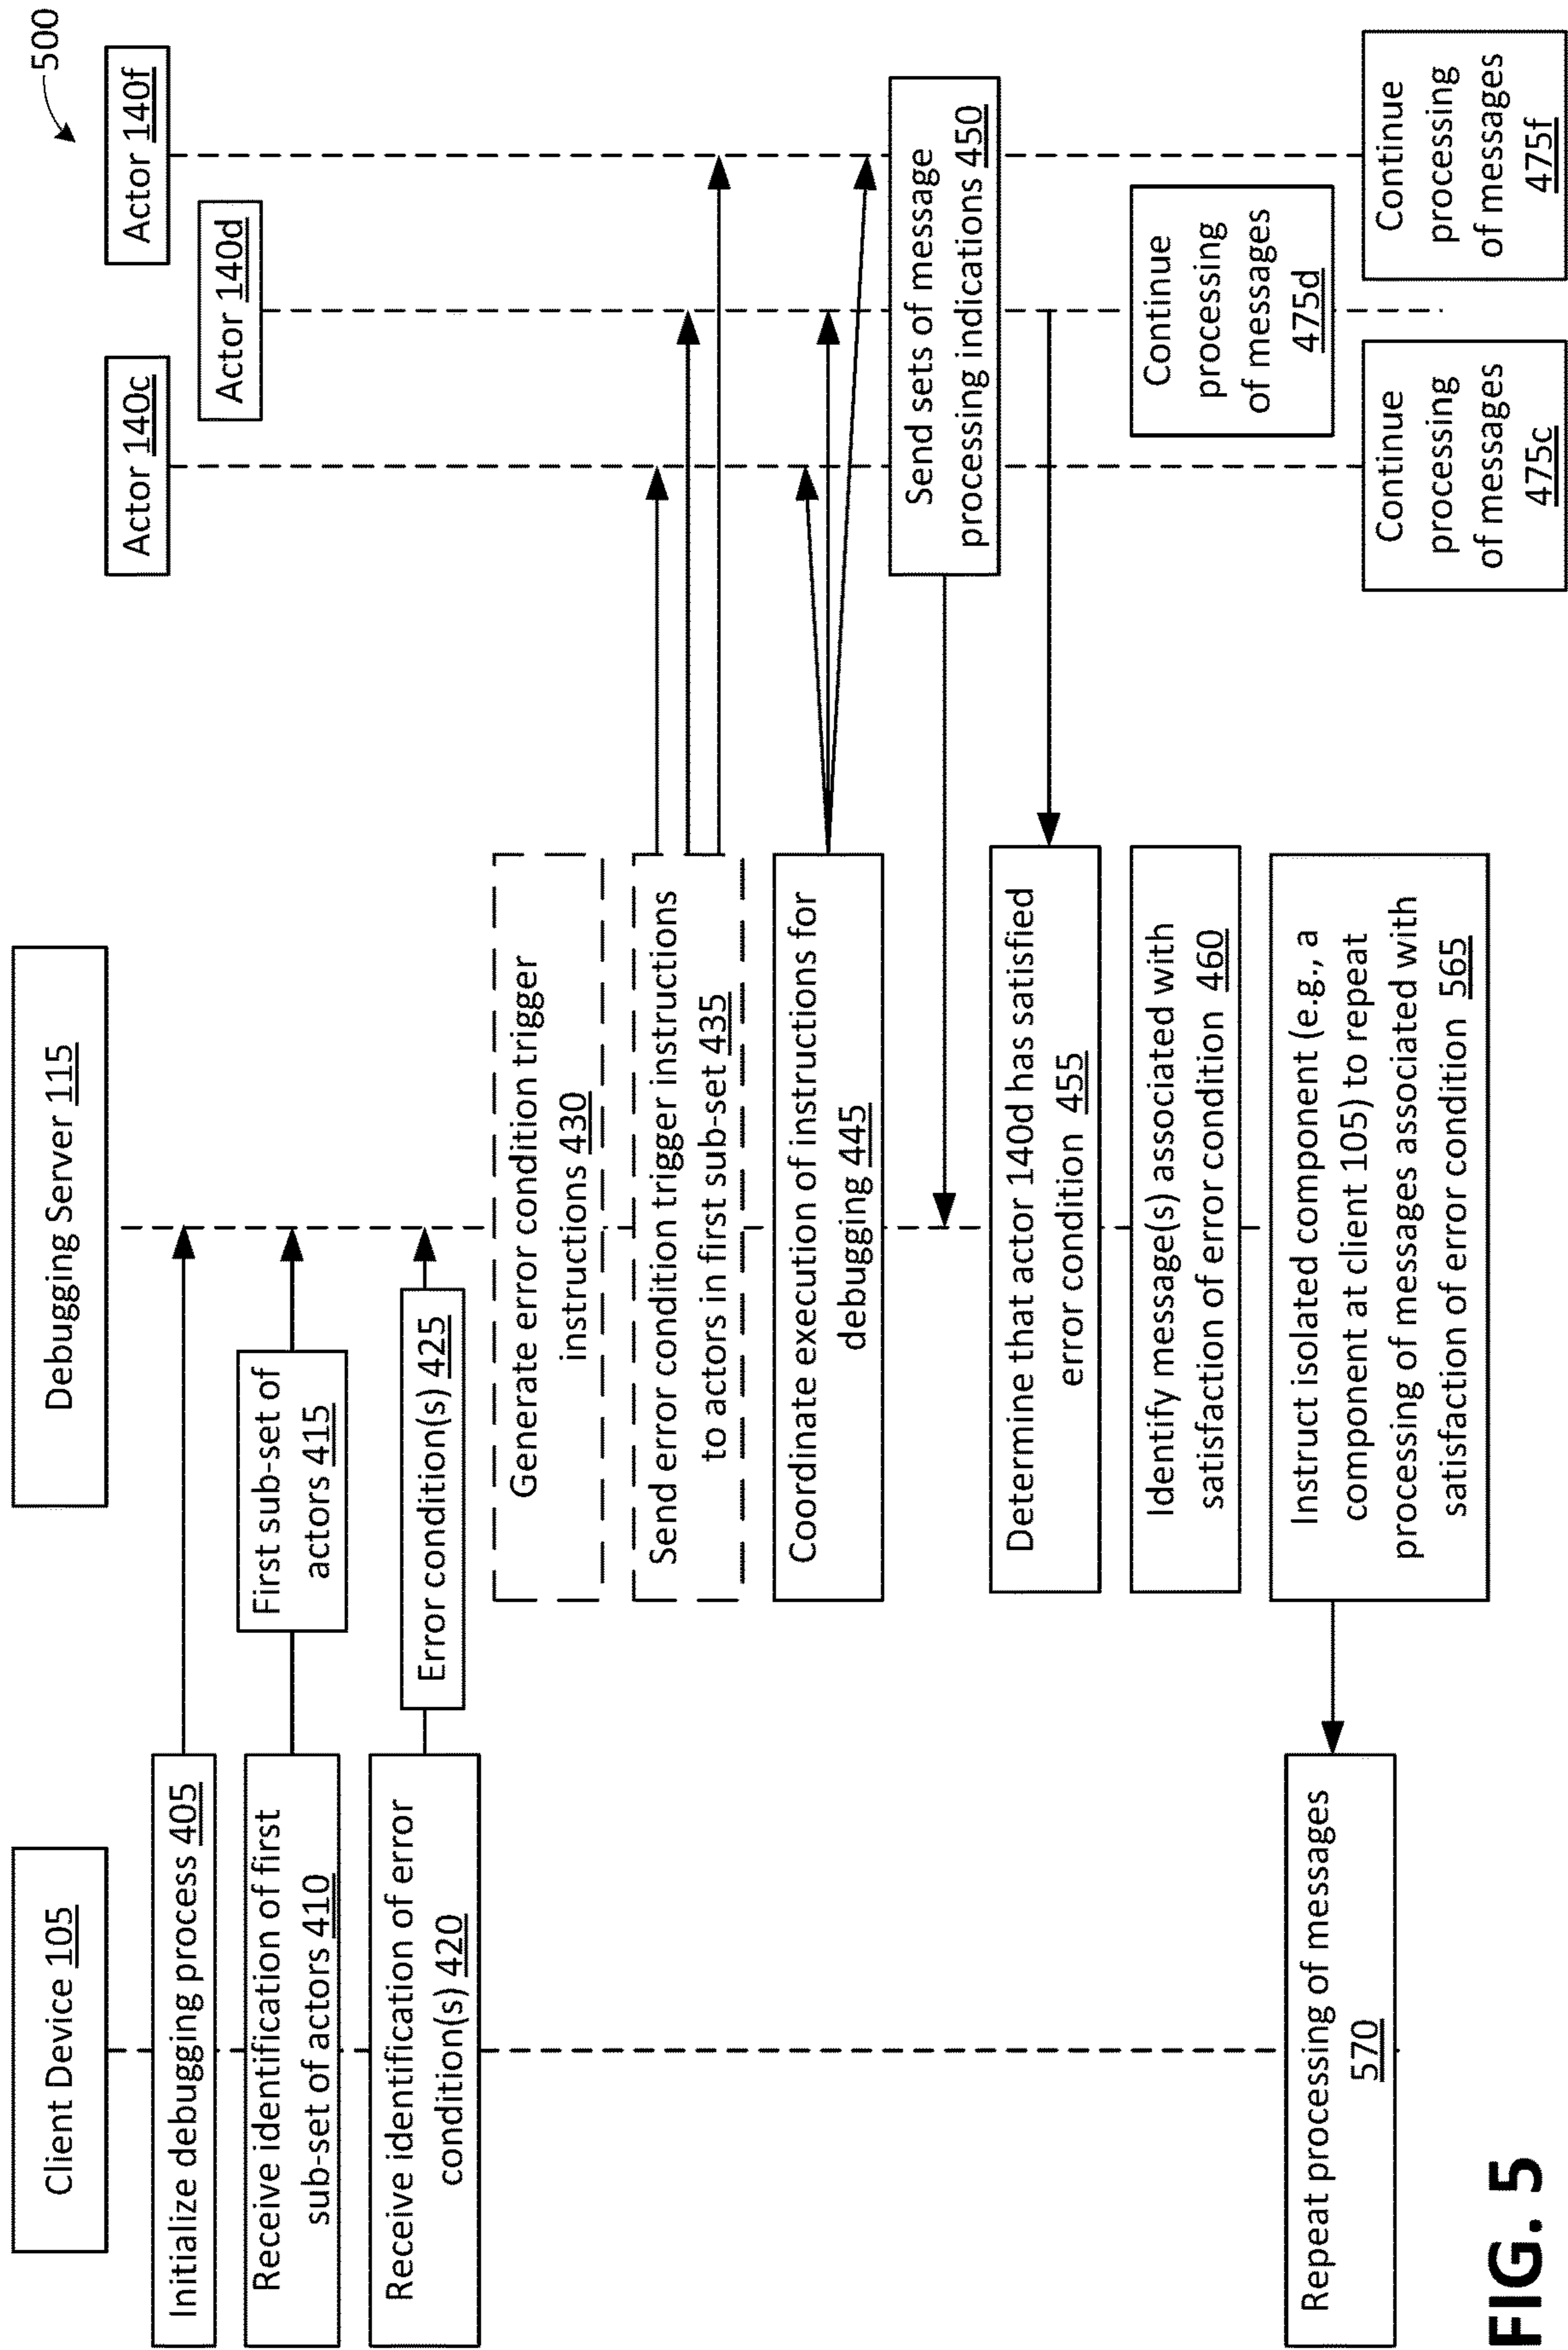 500
Client Device 105
Debugging Server 115
Actor 140c
Actor 140d
Actor 140f
Initialize debugging process 405
Receive identification of first
sub-set of actors 410
First sub-set of
actors 415
Receive identification of error
condition(s) 420
Error condition(s) 425
Generate error condition trigger
instructions 430
Send error condition trigger instructions
to actors in first sub-set 435
Coordinate execution of instructions for
debugging 445
Send sets of message
processing indications 450
Determine that actor 140d has satisfied
error condition 455
Identify message(s) associated with
satisfaction of error condition 460
Continue
processing
of messages
475d
Instruct isolated component (e.g., a
component at client 105) to repeat
processing of messages associated with
satisfaction of error condition 565
Repeat processing of messages
570
Continue
processing
of messages
475c
Continue
processing
of messages
475f
FIG. 5